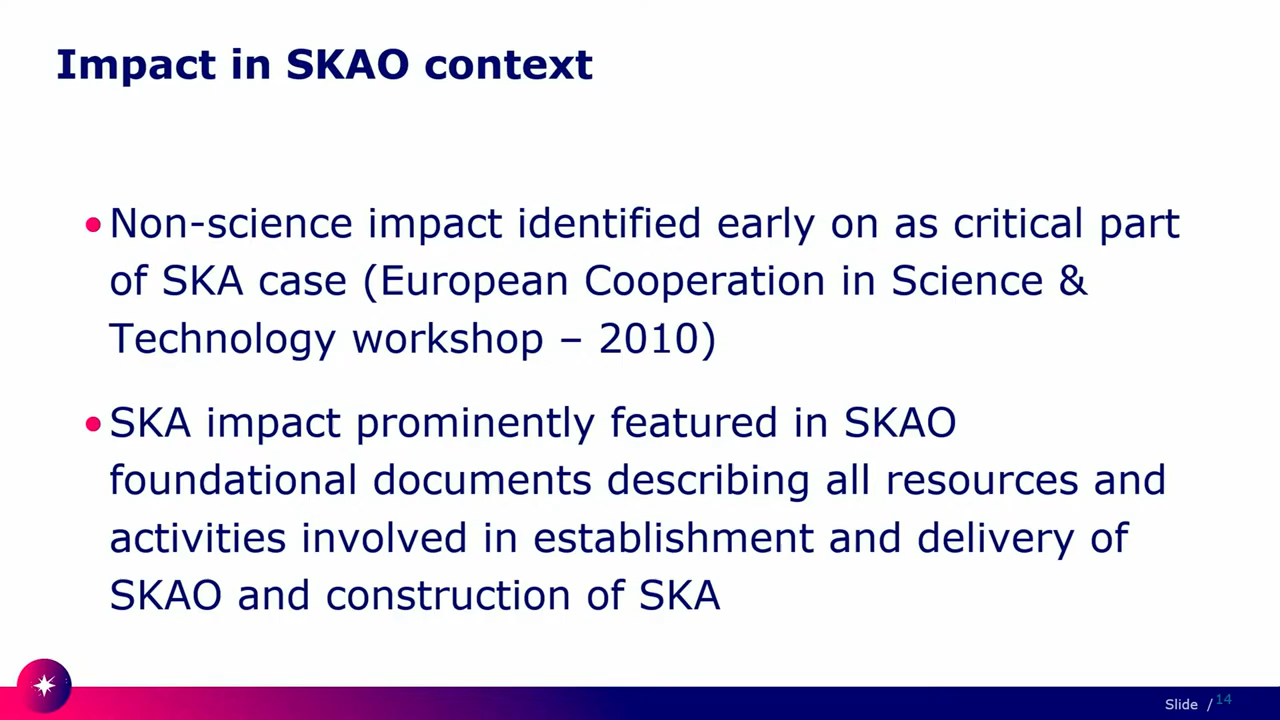 Impact in SKAO context
•Non-science impact identified early on as critical part
of SKA case (European Cooperation in Science &
Technology workshop – 2010)
•SKA impact prominently featured in SKAO
foundational documents describing all resources and
activities involved in establishment and delivery of
SKAO and construction of SKA
Slide /14